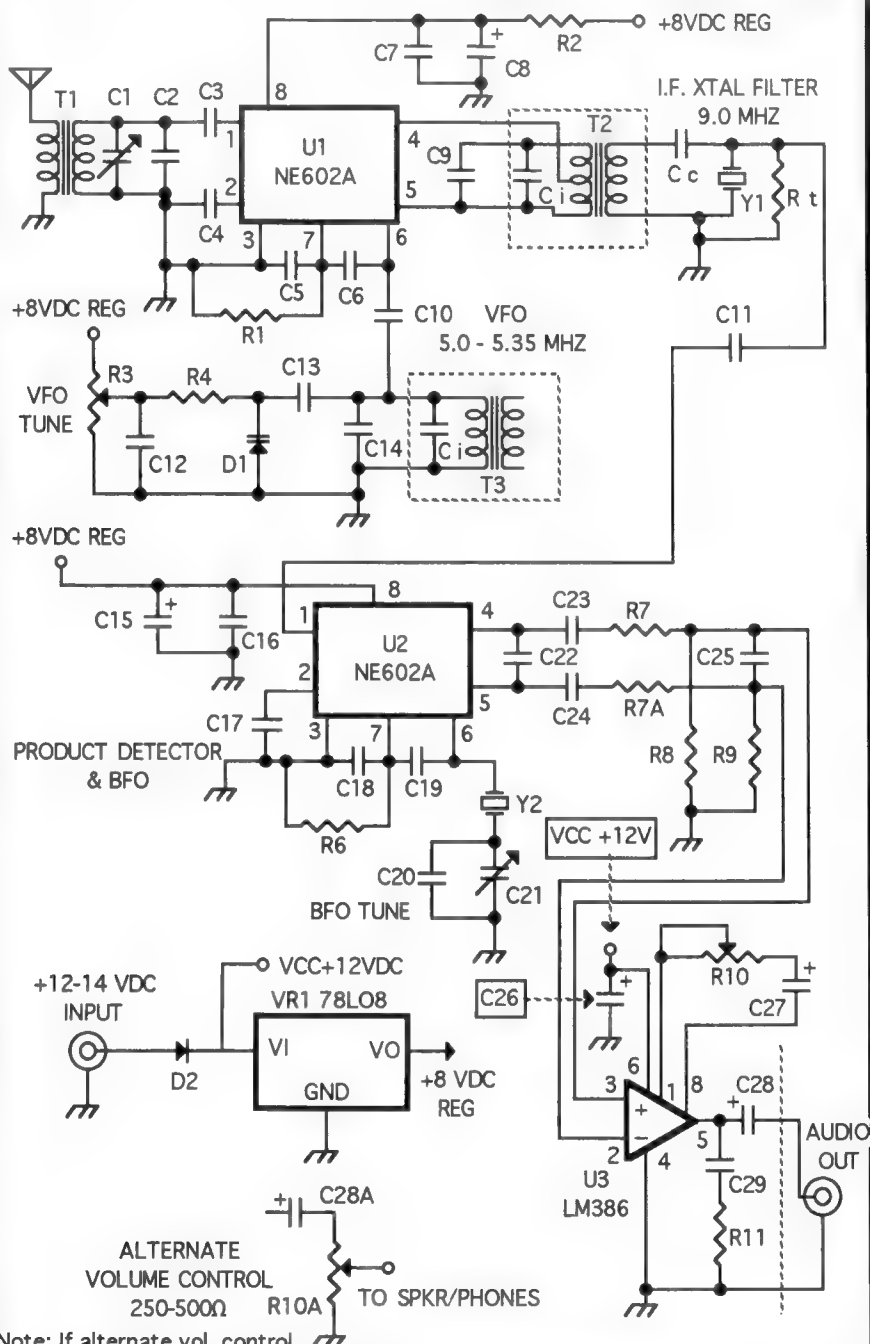 +8VDC REG
C7
C8
+
R2
I.F. XTAL FILTER
9.0 MHZ
T1
C1
C2
C3
C4
8
1
2
U1
NE602A
4
5
3
7
6
C9
C i
T2
C c
Y1
R t
C5
C6
R1
C10
VFO
5.0 - 5.35 MHZ
C11
+8VDC REG
R3
R4
C13
VFO
TUNE
C12
D1
C14
C i
T3
+8VDC REG
C15
+
C16
8
1
2
U2
NE602A
4
5
3
7
6
C23
R7
C22
C25
C24
R7A
C17
PRODUCT DETECTOR
& BFO
C18
C19
R6
Y2
R8
R9
C20
C21
BFO TUNE
VCC +12V
VCC+12VDC
+12-14 VDC
INPUT
VR1 78LO8
VI
VO
GND
D2
+8 VDC
REG
C26
+
R10
+
C27
6
1
8
3
+
−
2
4
5
U3
LM386
+
C28
AUDIO
OUT
C29
R11
+
C28A
ALTERNATE
VOLUME CONTROL
250-500Ω
R10A
TO SPKR/PHONES
Note: If alternate vol. control